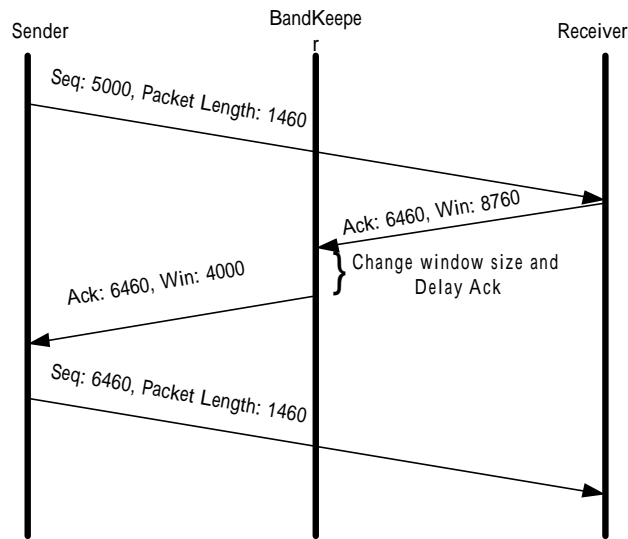 Sender
BandKeepe
r
Receiver
Seq: 5000, Packet Length: 1460
Ack: 6460, Win: 8760
Change window size and
Delay Ack
Ack: 6460, Win: 4000
Seq: 6460, Packet Length: 1460